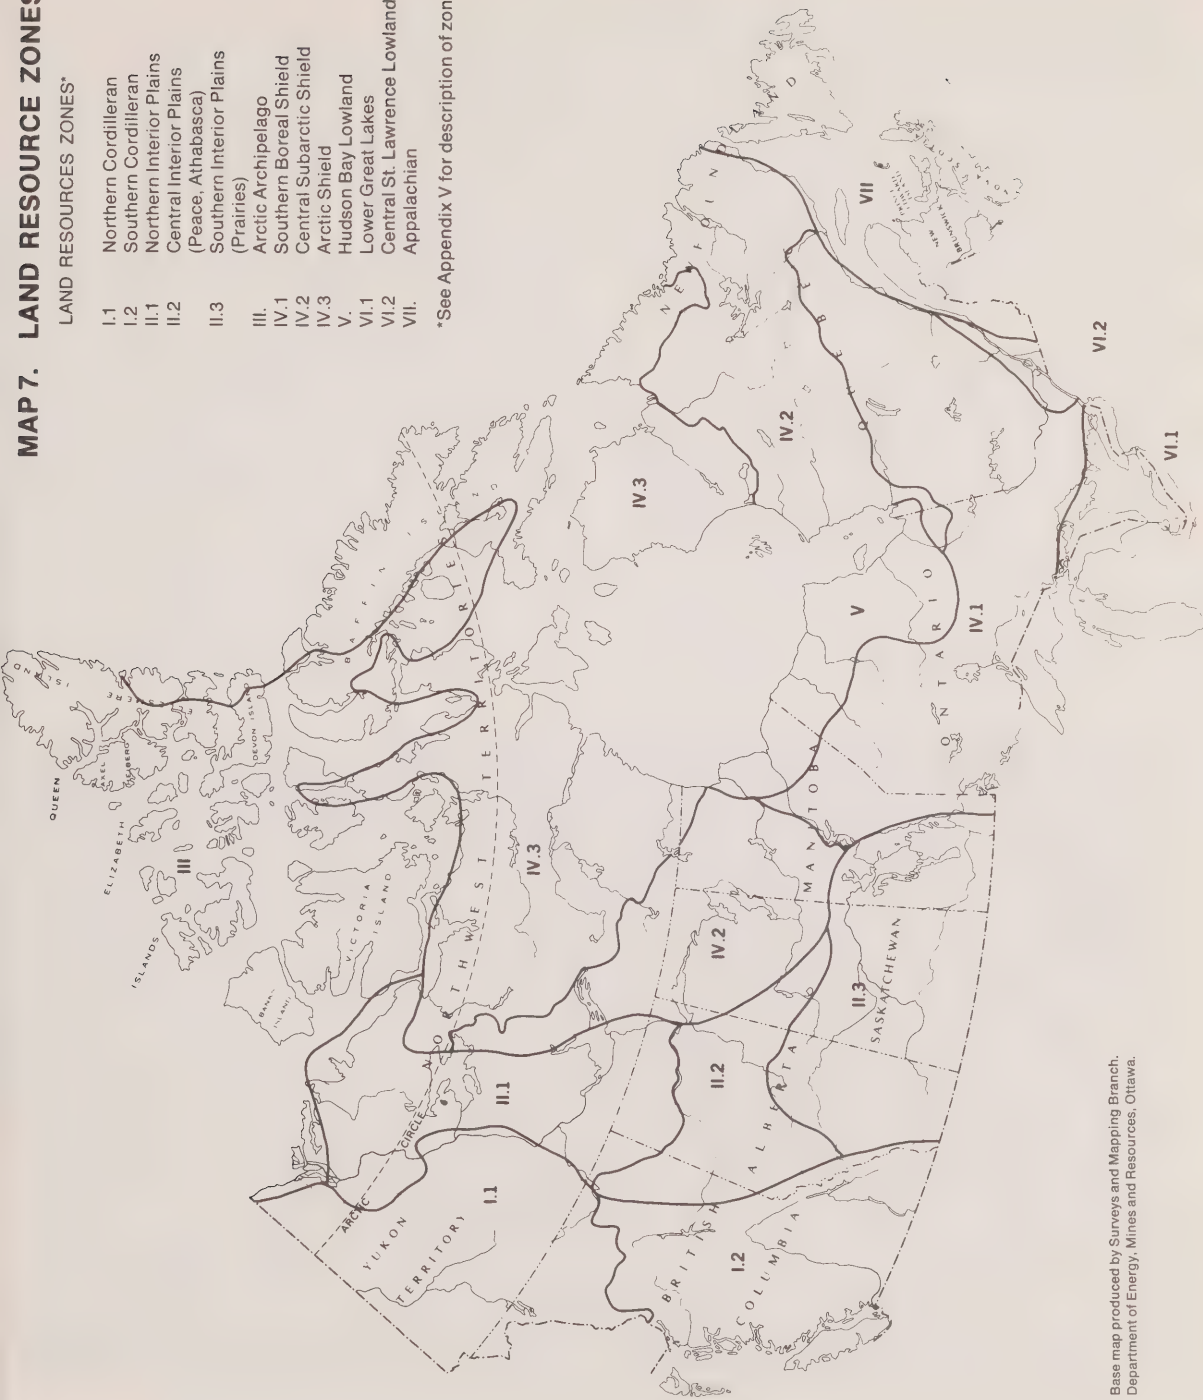 MAP 7. LAND RESOURCE ZONES
LAND RESOURCES ZONES*
I.1 Northern Cordilleran
I.2 Southern Cordilleran
II.1 Northern Interior Plains
II.2 Central Interior Plains
(Peace, Athabasca)
II.3 Southern Interior Plains
(Prairies)
III. Arctic Archipelago
IV.1 Southern Boreal Shield
IV.2 Central Subarctic Shield
IV.3 Arctic Shield
V. Hudson Bay Lowland
VI.1 Lower Great Lakes
VI.2 Central St. Lawrence Lowland
VII. Appalachian
*See Appendix V for description of zon
QUEEN
ELIZABETH
ISLANDS
III
DEVON ISLAND
VICTORIA
ISLAND
BANKS
ISLAND
BAFFIN
ARCTIC CIRCLE
NORTHWEST TERRITORIES
YUKON
TERRITORY
I.1
II.1
IV.3
IV.3
BRITISH
COLUMBIA
I.2
ALBERTA
II.2
SASKATCHEWAN
II.3
IV.2
MANITOBA
ONTARIO
V
IV.1
QUEBEC
IV.2
NEW
BRUNSWICK
VII
VI.1
VI.2
Base map produced by Surveys and Mapping Branch.
Department of Energy, Mines and Resources, Ottawa.